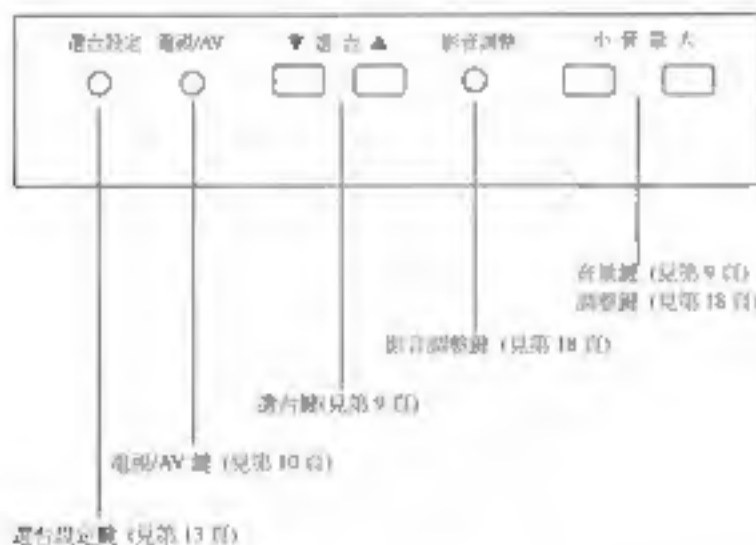 選台設定 電視/AV ▼ 選台 ▲ 影音調整 小 音量 大
音量鍵 (見第 9 頁)
調整鍵 (見第 18 頁)
影音調整鍵 (見第 18 頁)
選台鍵(見第 9 頁)
電視/AV 鍵 (見第 10 頁)
選台設定鍵 (見第 13 頁)